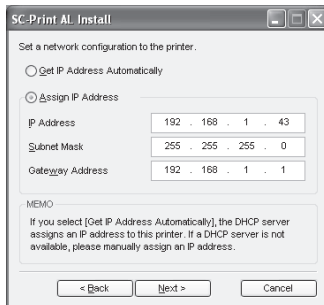 SC-Print AL Install
Set a network configuration to the printer.
Get IP Address Automatically
Assign IP Address
IP Address 192 . 168 . 1 . 43
Subnet Mask 255 . 255 . 255 . 0
Gateway Address 192 . 168 . 1 . 1
MEMO
If you select [Get IP Address Automatically], the DHCP server
assigns an IP address to this printer. If a DHCP server is not
available, please manually assign an IP address.
< Back Next > Cancel